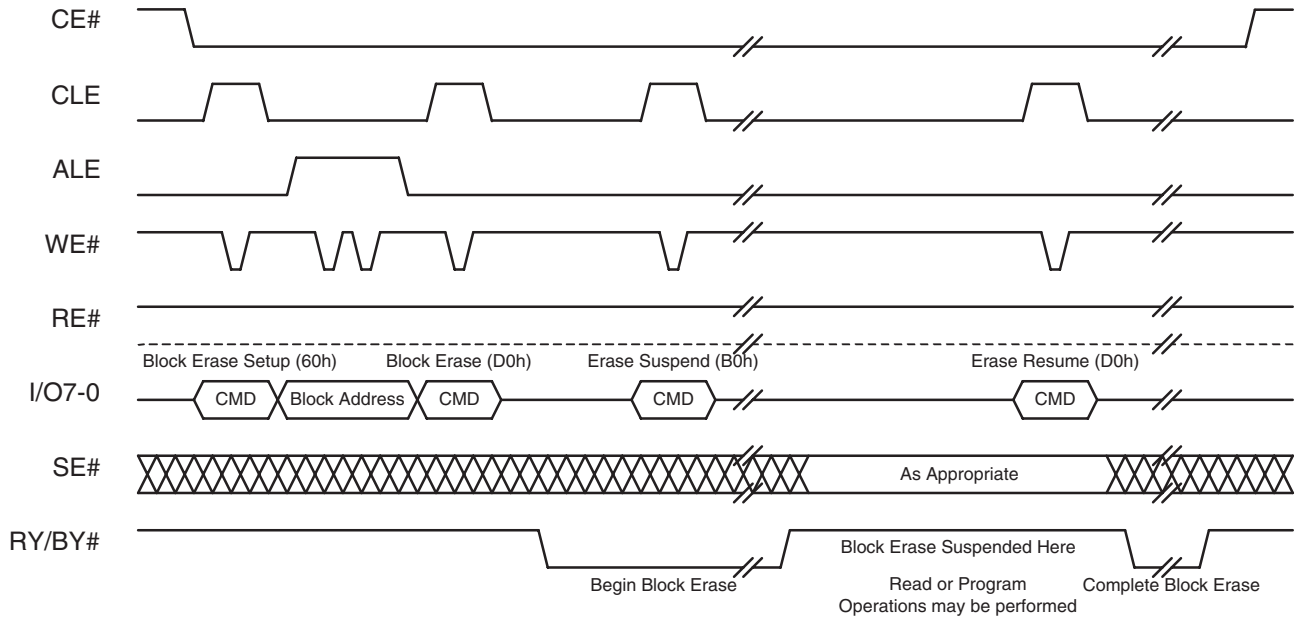 CE#
CLE
ALE
WE#
RE#
Block Erase Setup (60h) Block Erase (D0h) Erase Suspend (B0h) Erase Resume (D0h)
I/O7-0 CMD Block Address CMD CMD CMD
SE# As Appropriate
RY/BY#
Block Erase Suspended Here
Begin Block Erase Read or Program Complete Block Erase
Operations may be performed